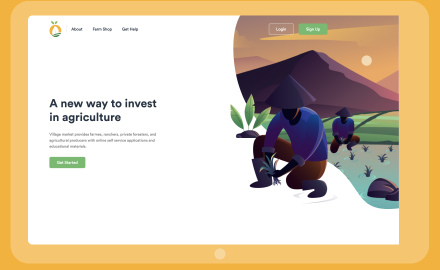 About
Farm Shop
Get Help
Login
Sign Up
A new way to invest
in agriculture
Village market provides farmer, workers, private foresters, and
agricultural producers with online self service applications and
educational materials.
Get Started